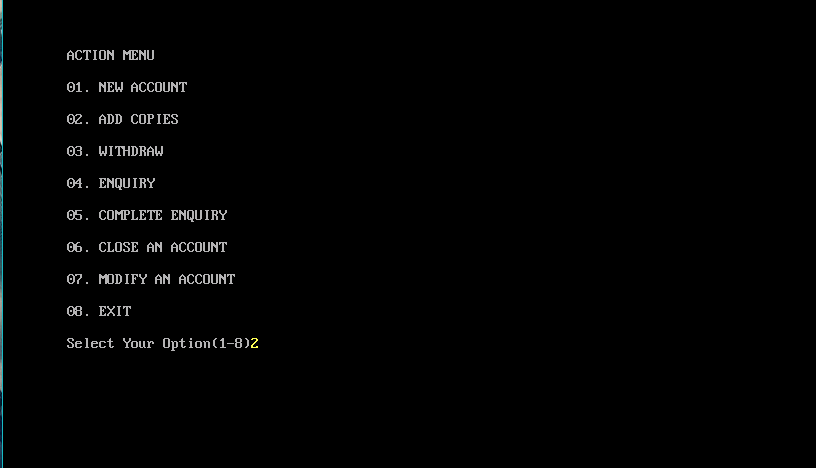 ACTION MENU
01. NEW ACCOUNT
02. ADD COPIES
03. WITHDRAW
04. ENQUIRY
05. COMPLETE ENQUIRY
06. CLOSE AN ACCOUNT
07. MODIFY AN ACCOUNT
08. EXIT
Select Your Option(1-8)2